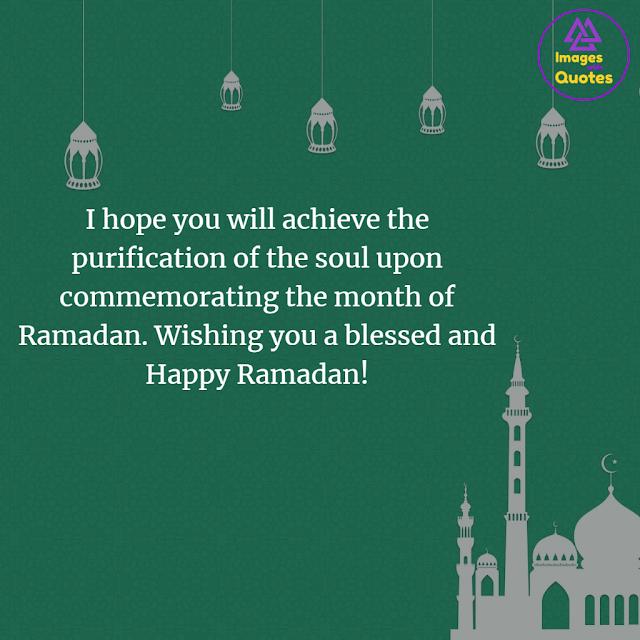 Images
Quotes
I hope you will achieve the
purification of the soul upon
commemorating the month of
Ramadan. Wishing you a blessed and
Happy Ramadan!